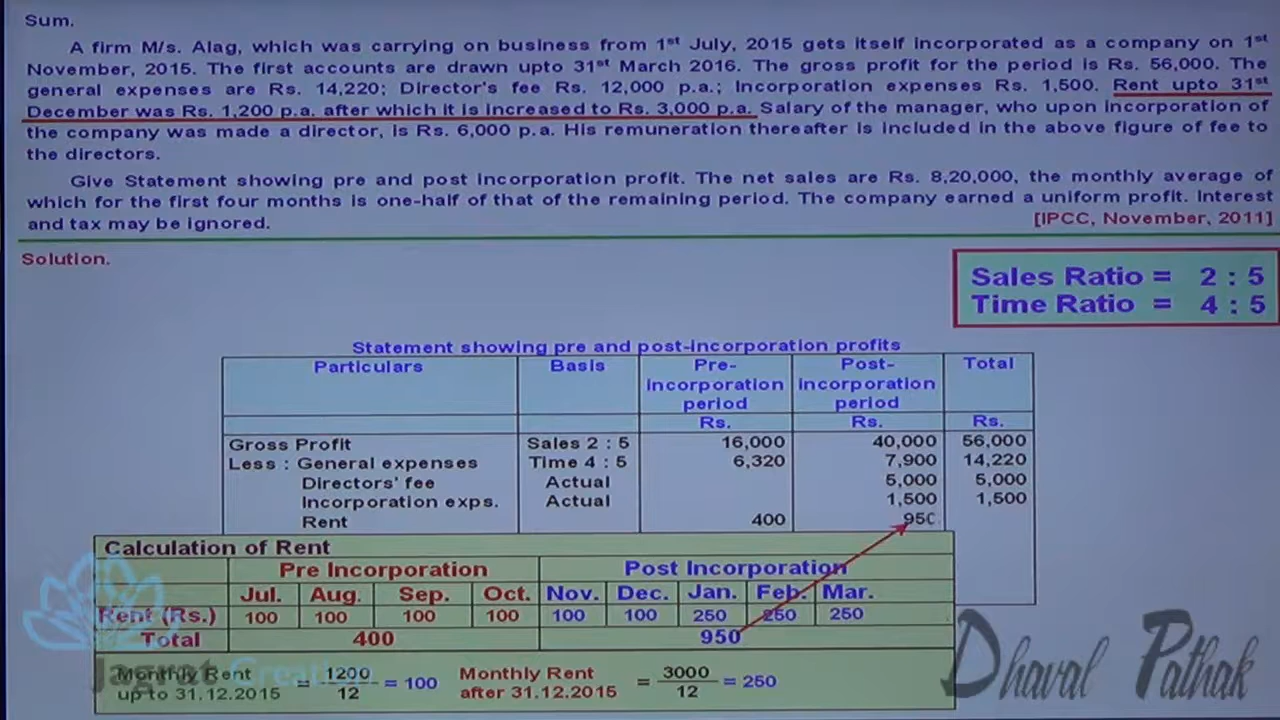 Sum.
A firm M/s. Alag, which was carrying on business from 1st July, 2015 gets itself incorporated as a company on 1st
November, 2015. The first accounts are drawn upto 31st March 2016. The gross profit for the period is Rs. 56,000. The
general expenses are Rs. 14,220; Director's fee Rs. 12,000 p.a.; Incorporation expenses Rs. 1,500. Rent upto 31st
December was Rs. 1,200 p.a. after which it is increased to Rs. 3,000 p.a. Salary of the manager, who upon incorporation of
the company was made a director, is Rs. 6,000 p.a. His remuneration thereafter is included in the above figure of fee to
the directors.
Give Statement showing pre and post incorporation profit. The net sales are Rs. 8,20,000, the monthly average of
which for the first four months is one-half of that of the remaining period. The company earned a uniform profit. Interest
and tax may be ignored. [IPCC, November, 2011]
Solution.
Sales Ratio = 2 : 5
Time Ratio = 4 : 5
Statement showing pre and post-incorporation profits
Particulars Basis Pre- Post- Total
incorporation incorporation
period period
Rs. Rs. Rs.
Gross Profit Sales 2 : 5 16,000 40,000 56,000
Less : General expenses Time 4 : 5 6,320 7,900 14,220
Directors' fee Actual 5,000 5,000
Incorporation exps. Actual 1,500 1,500
Rent 400 950
Calculation of Rent
Pre Incorporation Post Incorporation
Jul. Aug. Sep. Oct. Nov. Dec. Jan. Feb. Mar.
Rent (Rs.) 100 100 100 100 100 100 250 250 250
Total 400 950
Monthly Rent 1200 Monthly Rent 3000
= = 100 = = 250
up to 31.12.2015 12 after 31.12.2015 12
Jagrat Creation
Dhaval Pathak